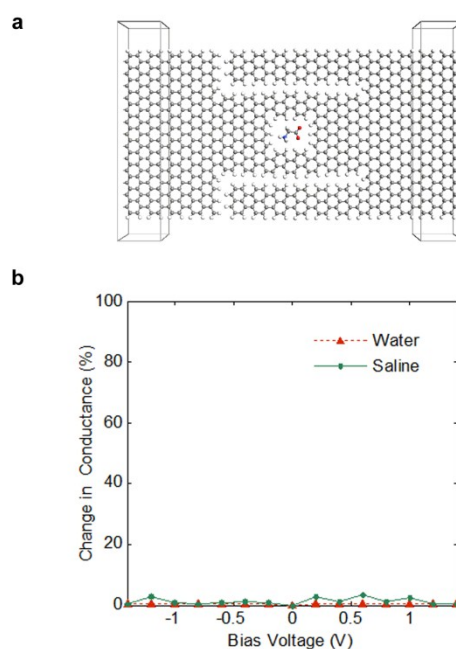 a
b
100
80
60
40
20
0
Change in Conductance (%)
Water
Saline
-1
-0.5
0
0.5
1
Bias Voltage (V)